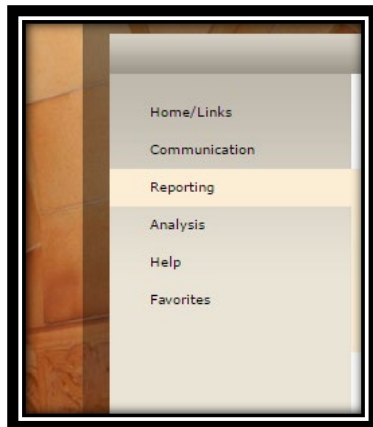 Home/Links
Communication
Reporting
Analysis
Help
Favorites